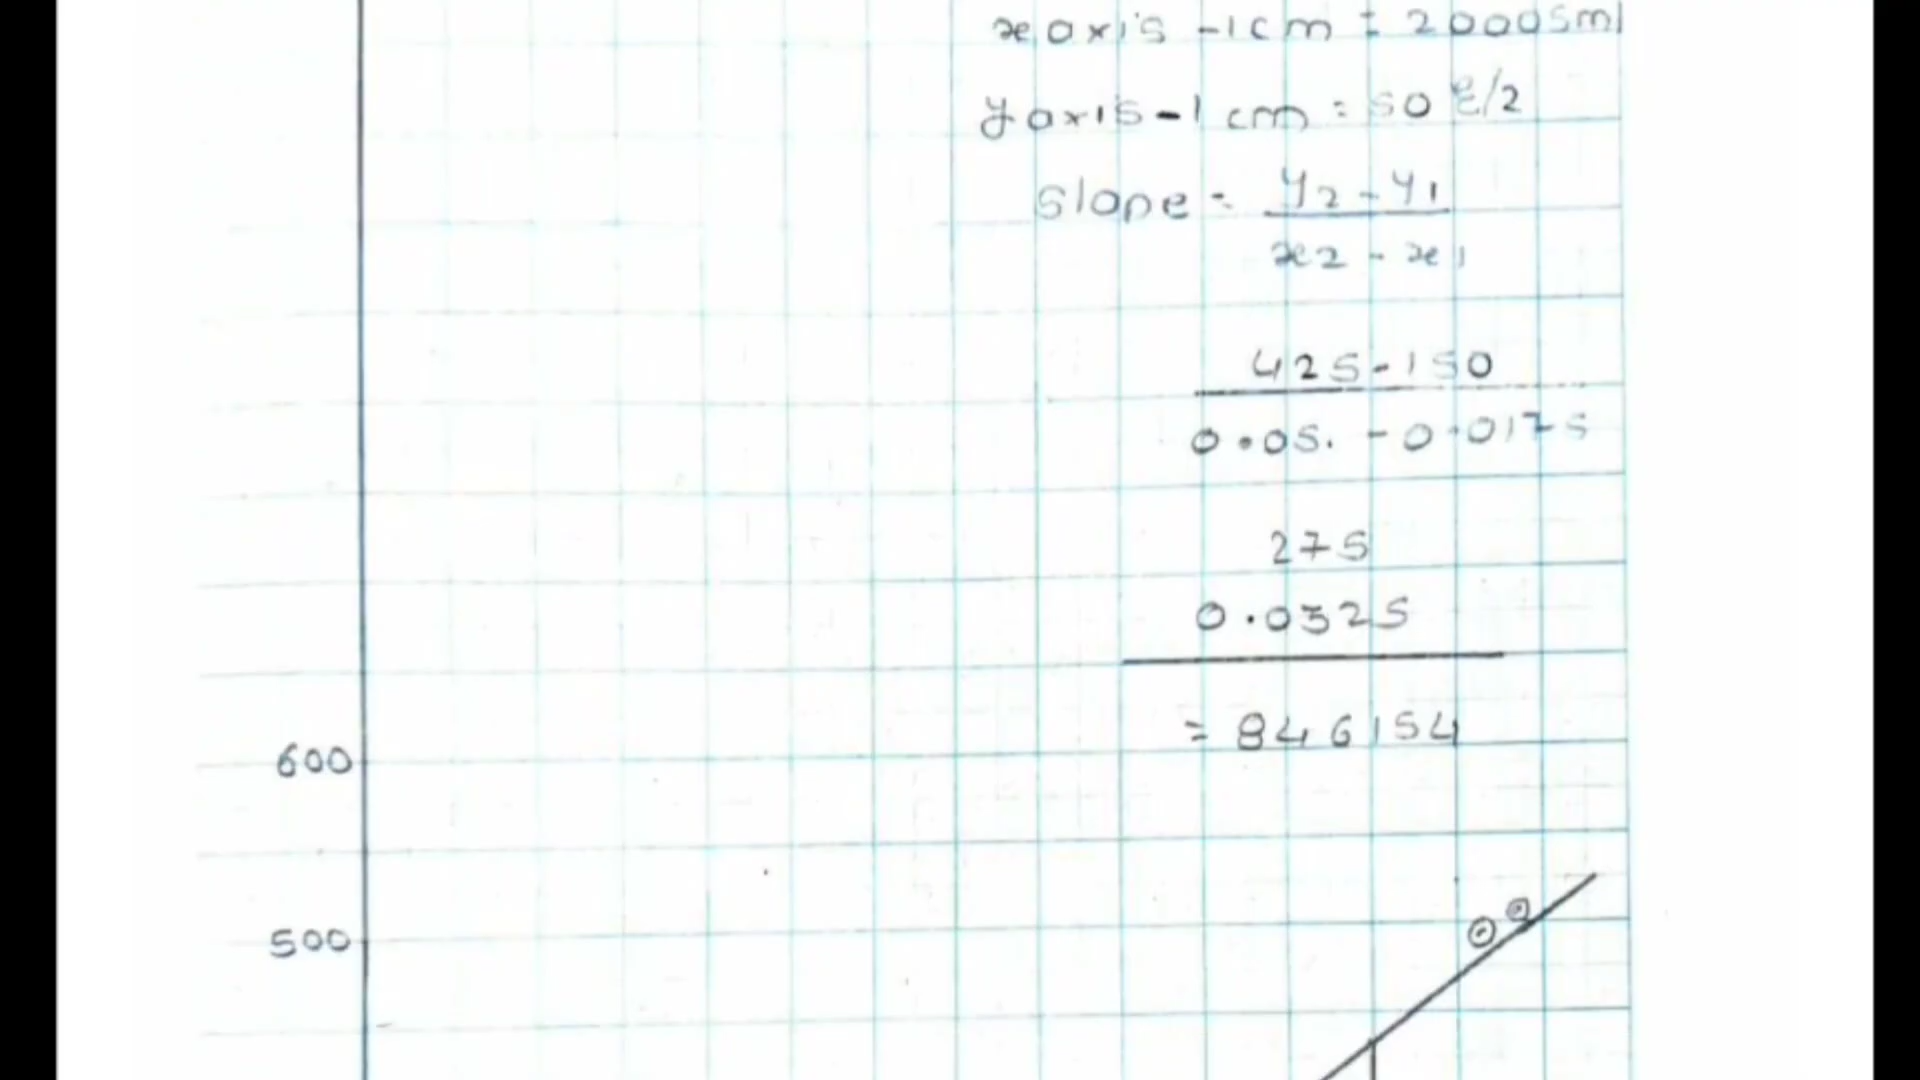 x axis - 1cm = 20005ml
y axis - 1 cm = 50 Ω/2
slope = y2 - y1
x2 - x1
425 - 150
0.05. - 0.0175
275
0.0325
= 846154
600
500